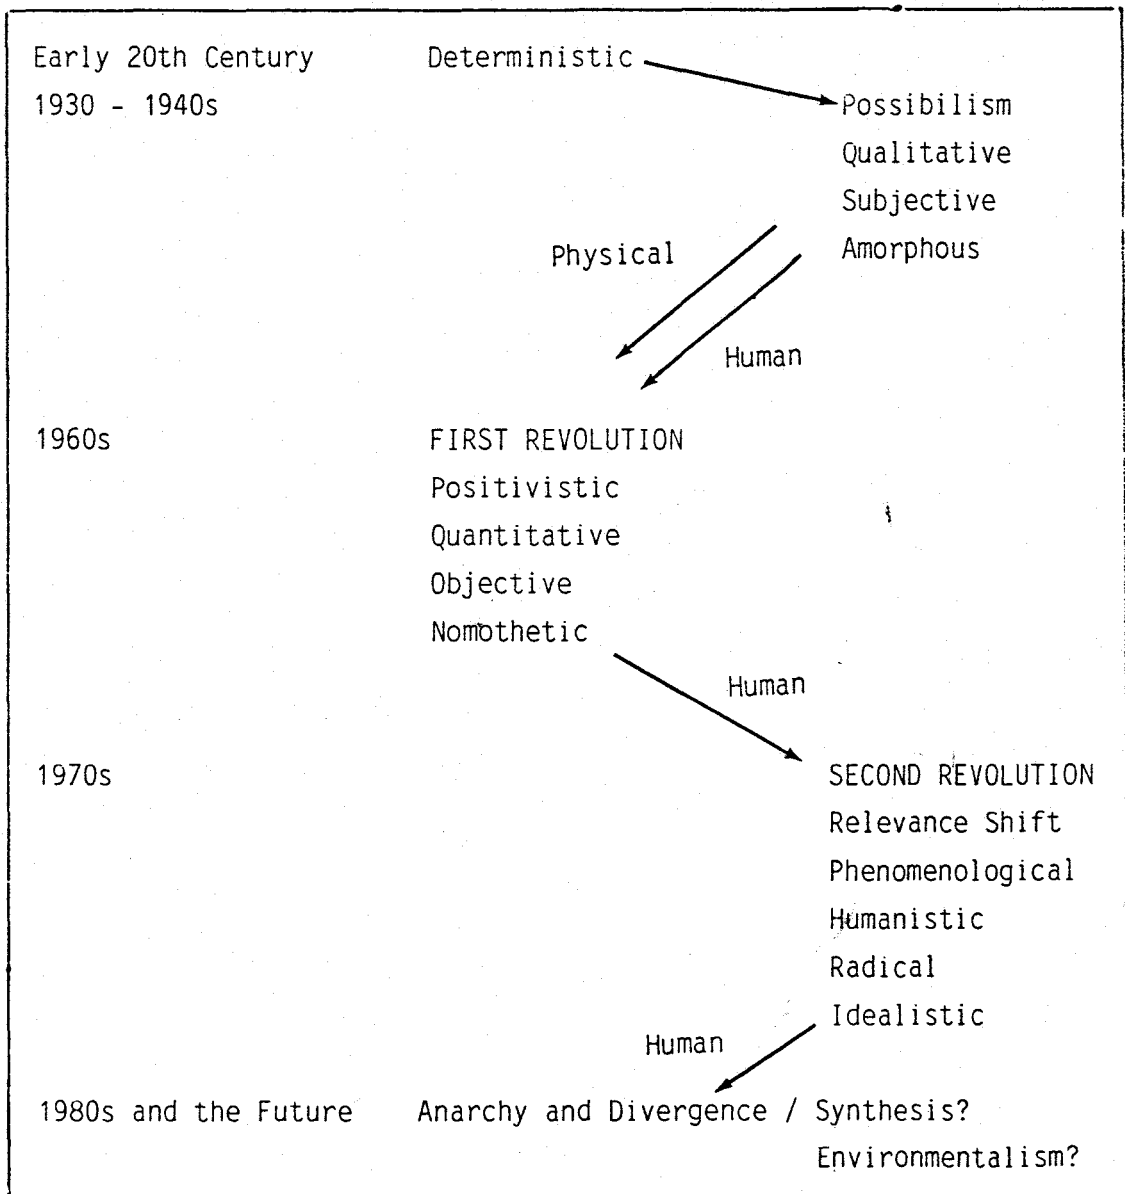 Early 20th Century Deterministic
1930 - 1940s Possibilism
Qualitative
Subjective
Physical Amorphous
Human
1960s FIRST REVOLUTION
Positivistic
Quantitative
Objective
Nomothetic
Human
1970s SECOND REVOLUTION
Relevance Shift
Phenomenological
Humanistic
Radical
Idealistic
Human
1980s and the Future Anarchy and Divergence / Synthesis?
Environmentalism?